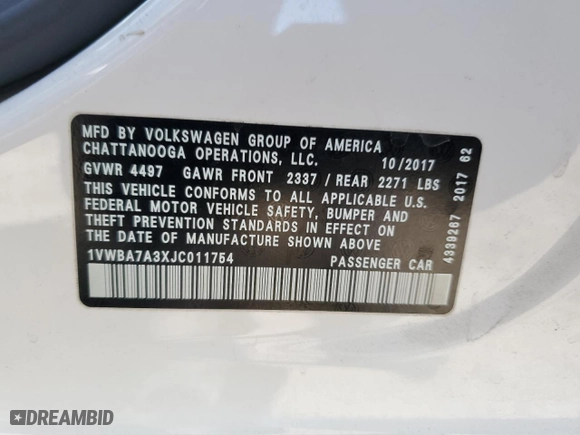 MFD BY VOLKSWAGEN GROUP OF AMERICA
CHATTANOOGA OPERATIONS, LLC. 10/2017
GVWR 4497 GAWR FRONT 2337 / REAR 2271 LBS
THIS VEHICLE CONFORMS TO ALL APPLICABLE U.S.
FEDERAL MOTOR VEHICLE SAFETY, BUMPER AND
THEFT PREVENTION STANDARDS IN EFFECT ON
THE DATE OF MANUFACTURE SHOWN ABOVE
1VWBA7A3XJC011754 PASSENGER CAR
4339267 2017 62
DREAMBID